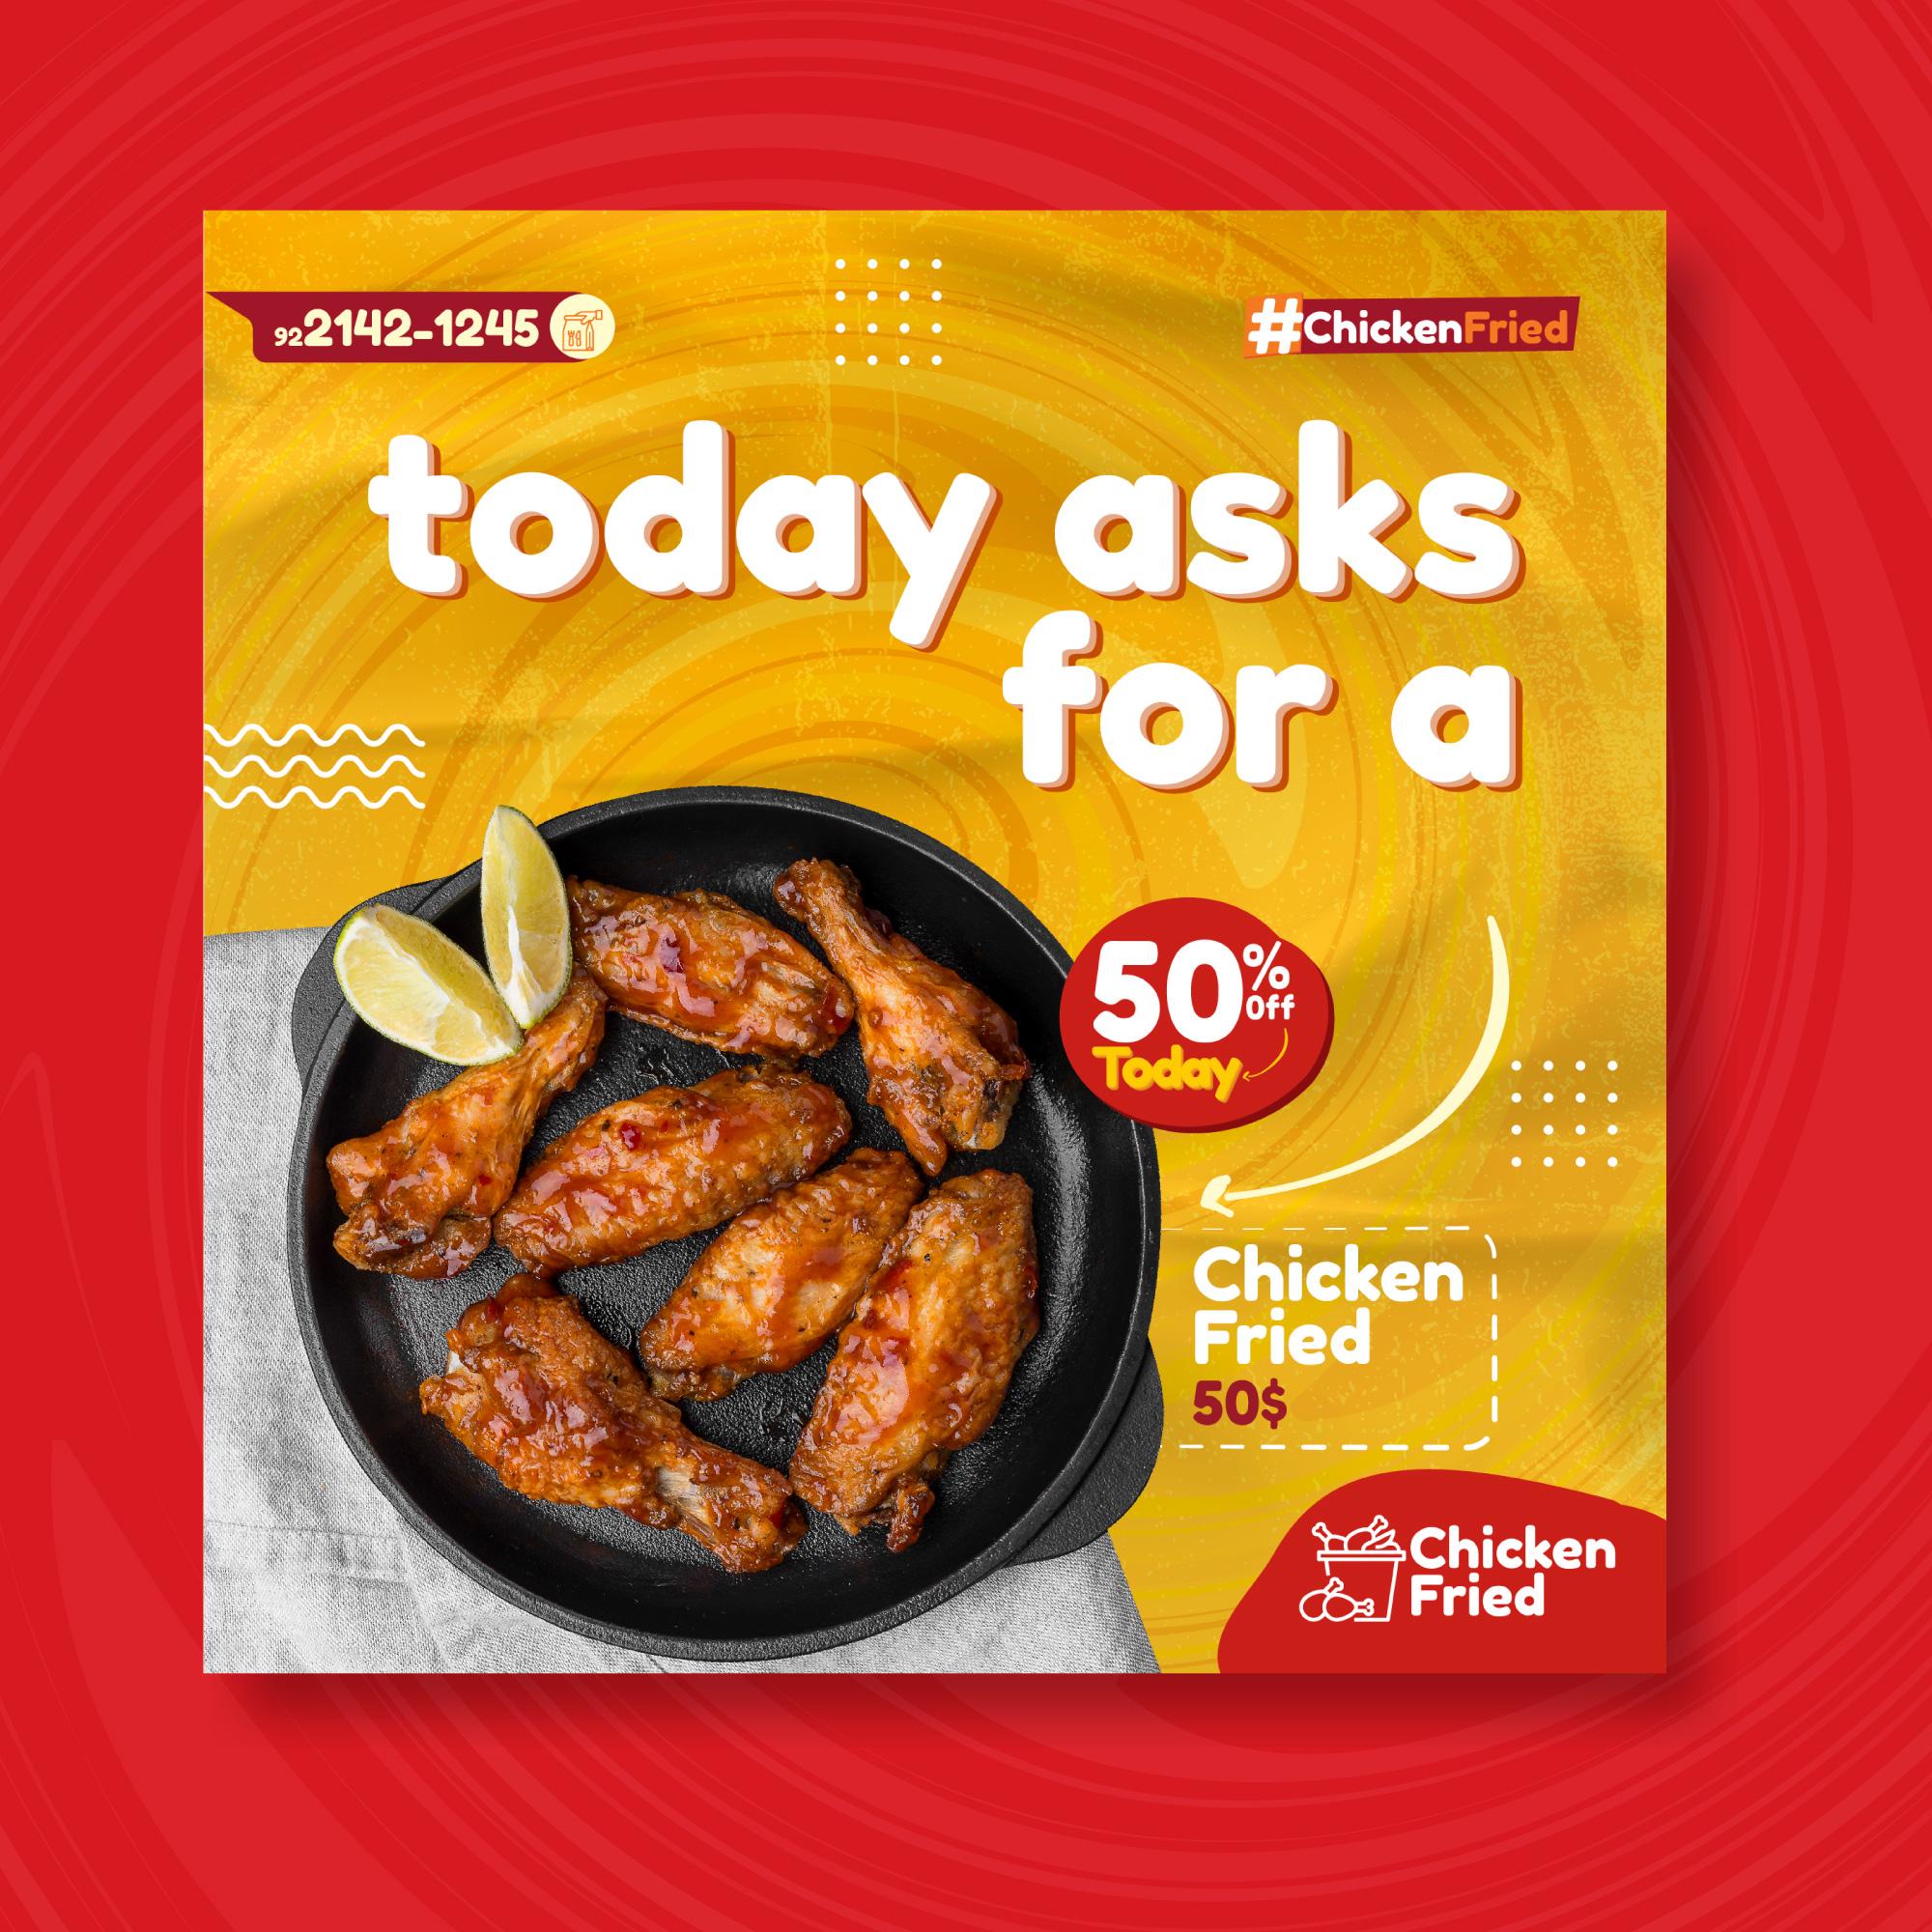 922142-1245
#ChickenFried
today asks
for a
50%
Off
Today
Chicken
Fried
50$
Chicken
Fried